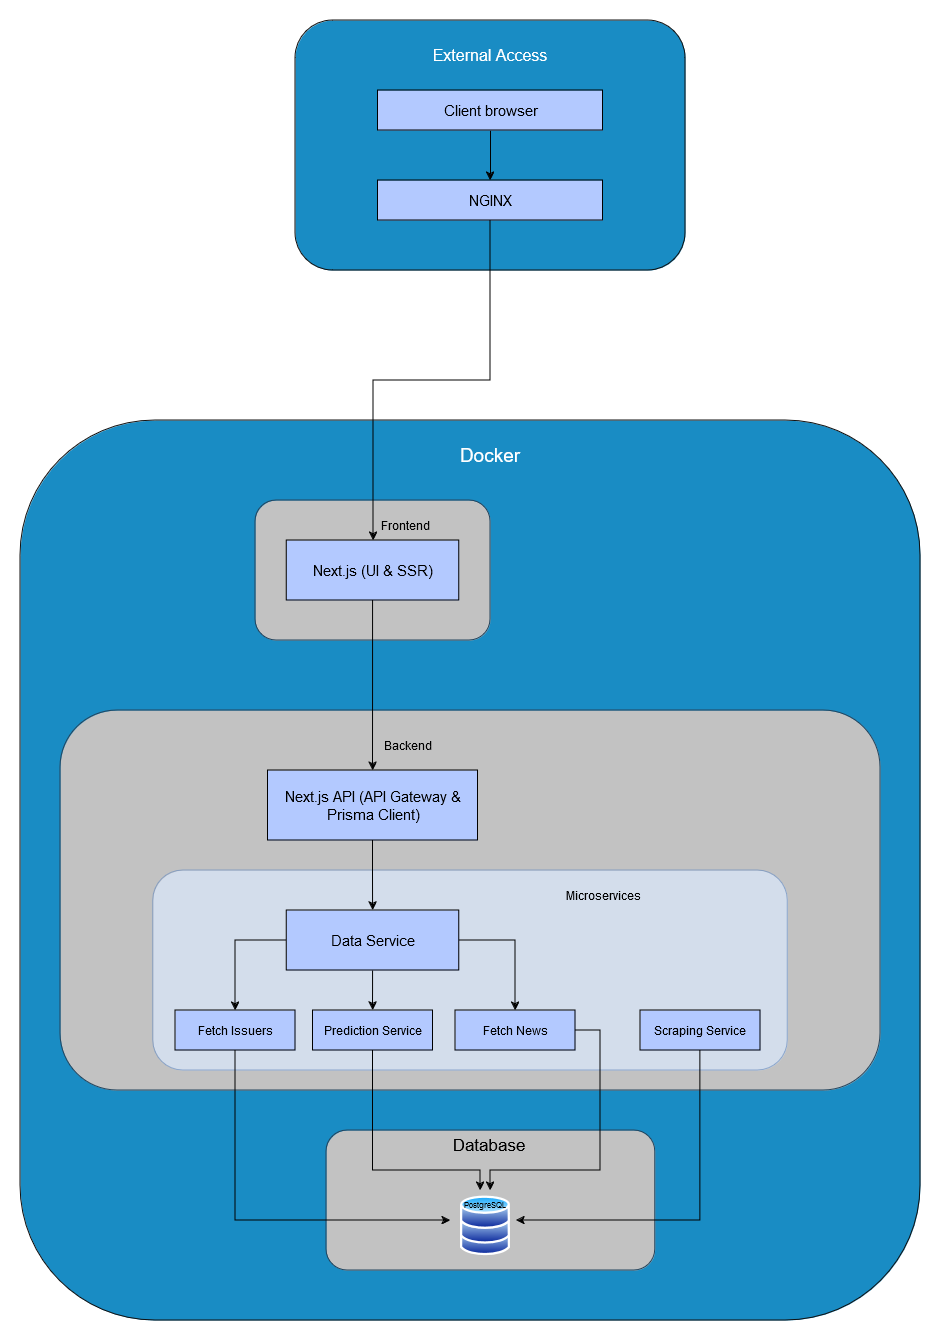 External Access
Client browser
NGINX
Docker
Frontend
Next.js (UI & SSR)
Backend
Next.js API (API Gateway &
Prisma Client)
Microservices
Data Service
Fetch Issuers
Prediction Service
Fetch News
Scraping Service
Database
PostgreSQL